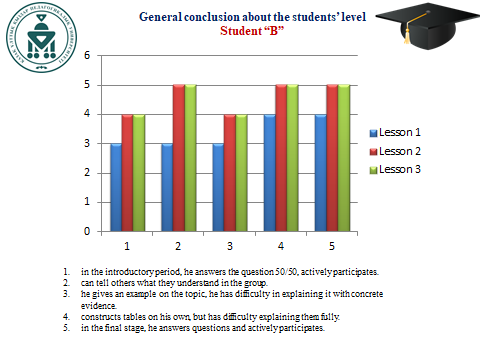 General conclusion about the students' level
Student "B"
6
5
4
3
2
1
0
1 2 3 4 5
Lesson 1
Lesson 2
Lesson 3
1. in the introductory period, he answers the question 50/50, actively participates.
2. can tell others what they understand in the group.
3. he gives an example on the topic, he has difficulty in explaining it with concrete
evidence.
4. constructs tables on his own, but has difficulty explaining them fully.
5. in the final stage, he answers questions and actively participates.